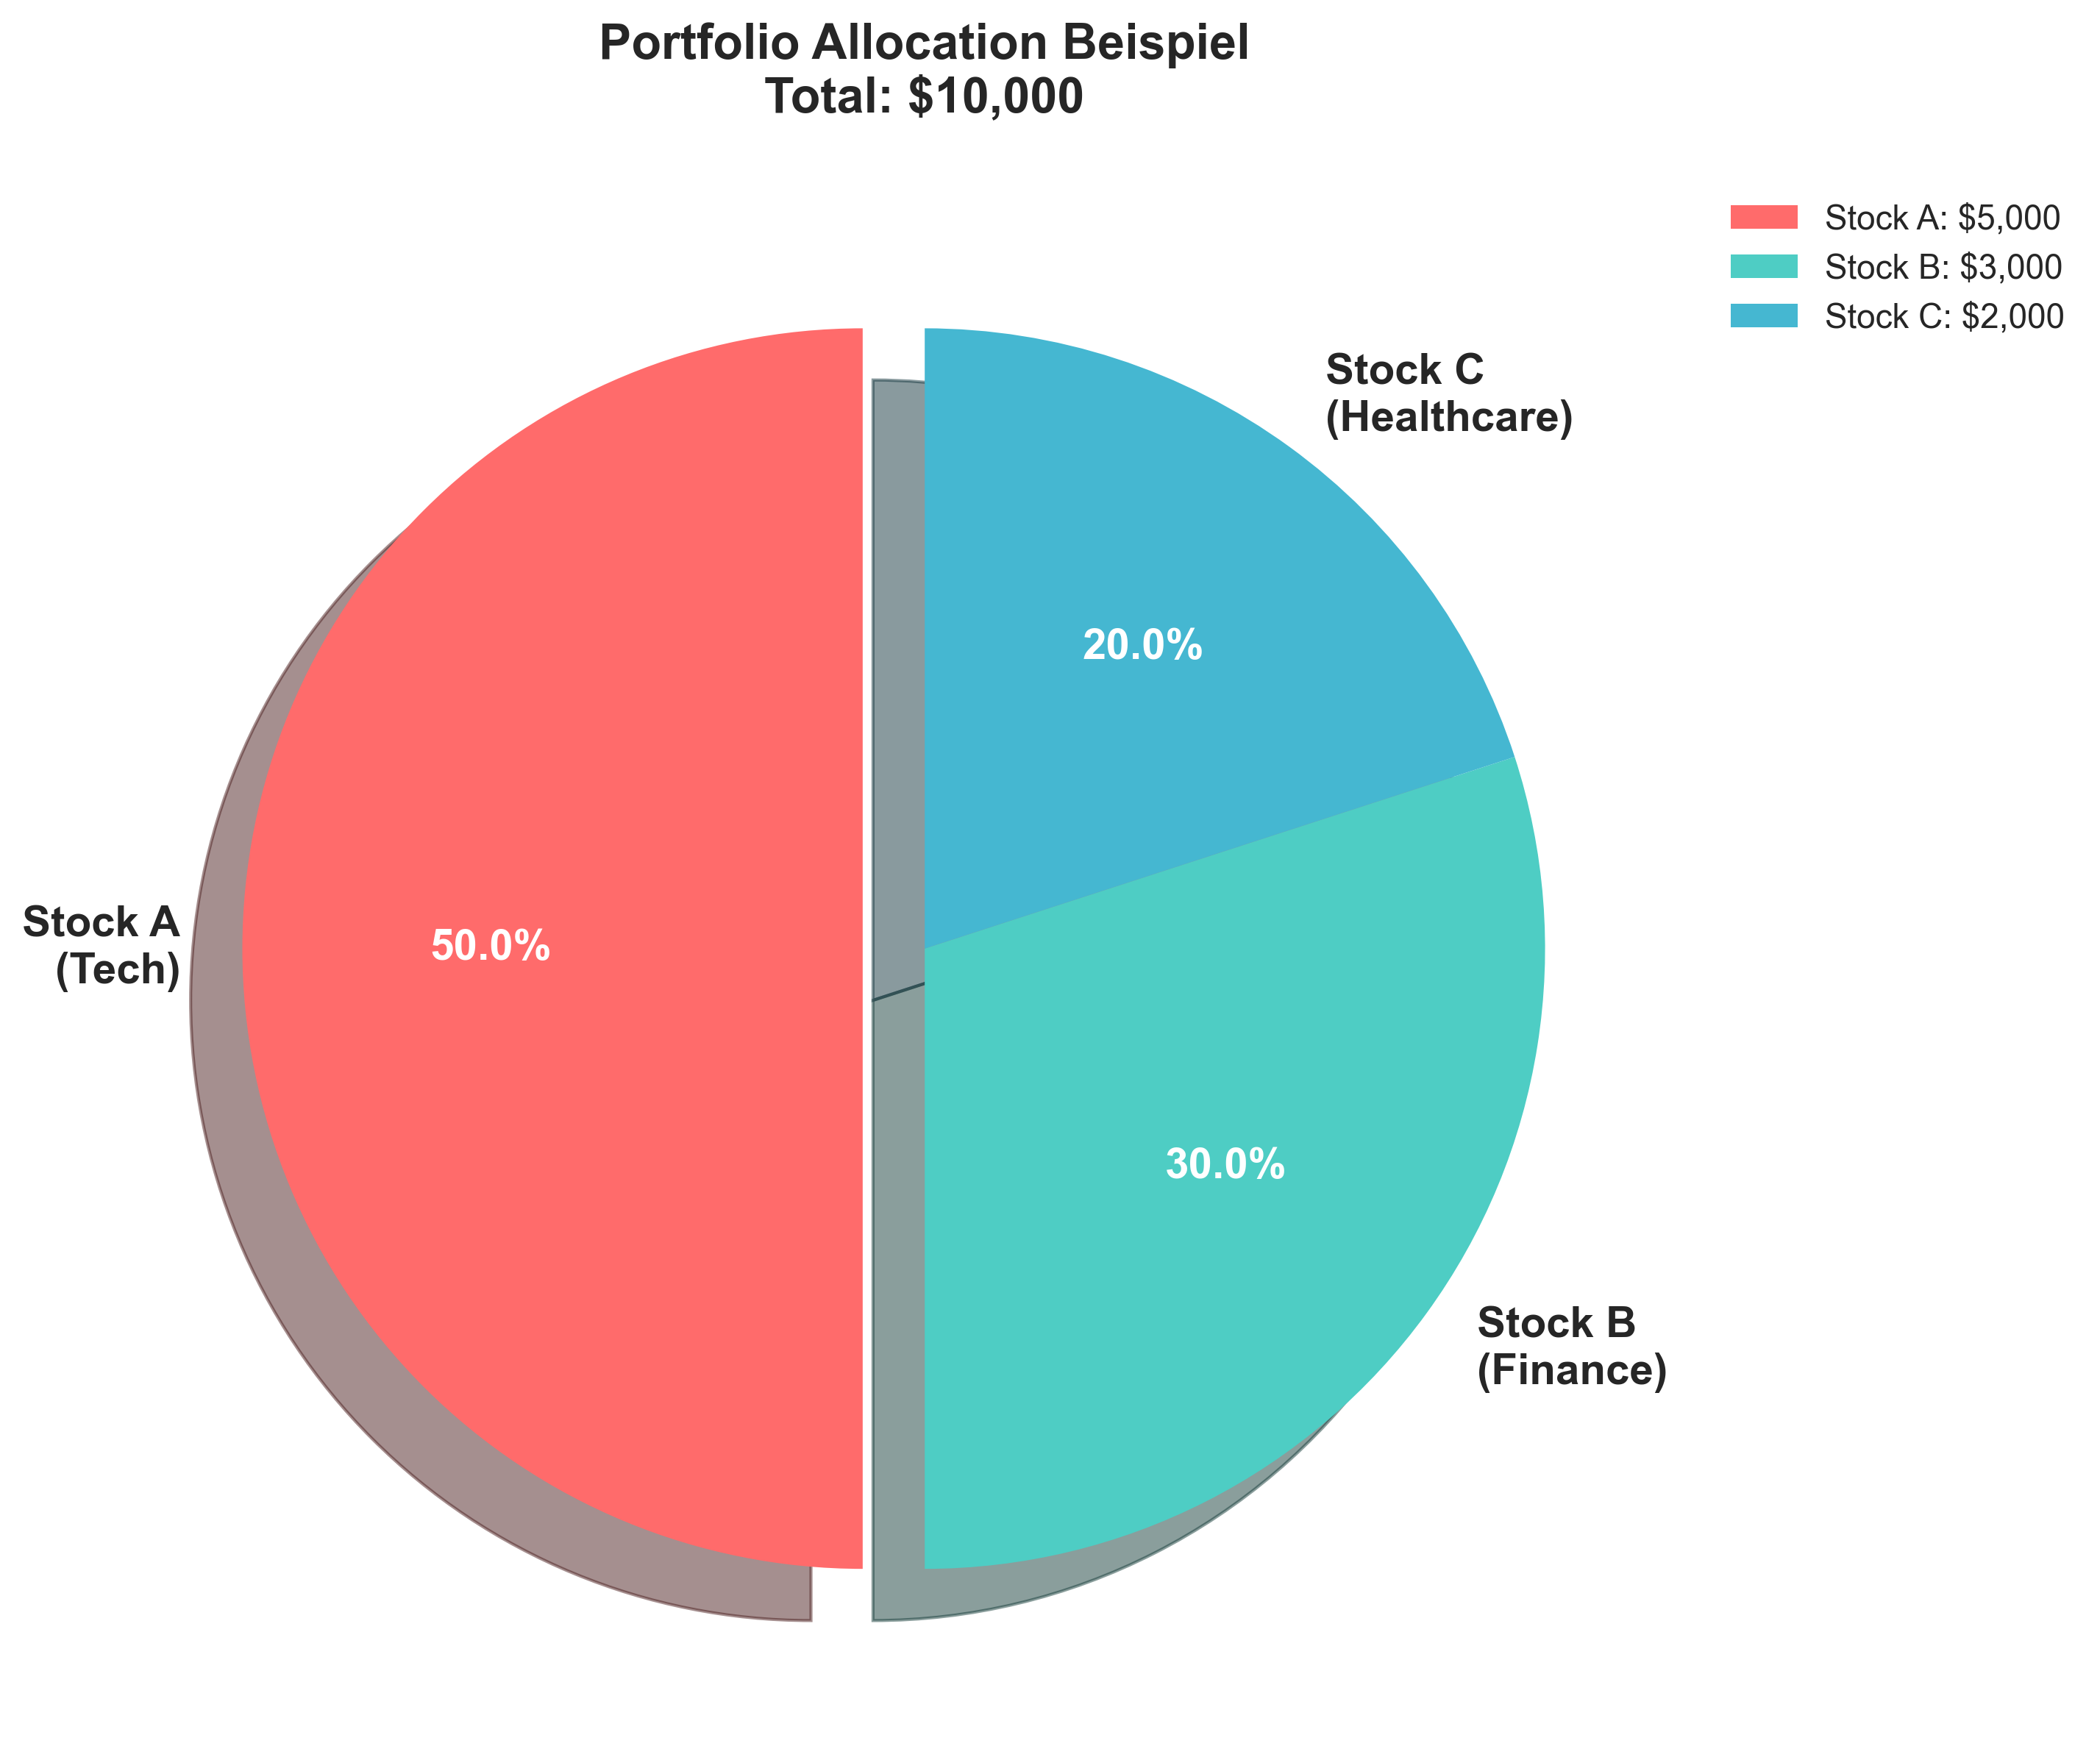 Portfolio Allocation Beispiel
Total: $10,000
Stock A: $5,000
Stock B: $3,000
Stock C: $2,000
Stock C
(Healthcare)
20.0%
Stock A
(Tech)
50.0%
30.0%
Stock B
(Finance)